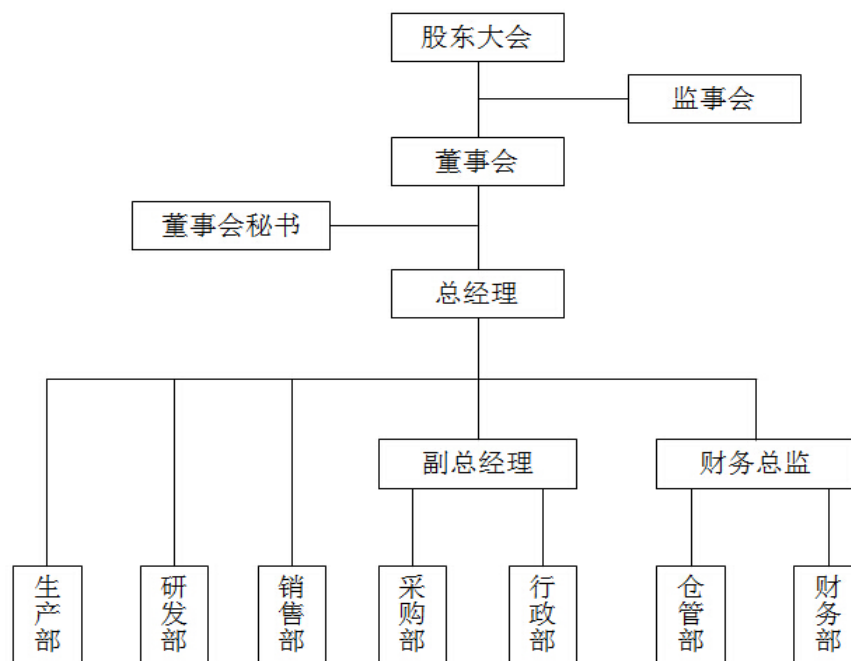 股东大会
监事会
董事会
董事会秘书
总经理
副总经理
财务总监
生产部
研发部
销售部
采购部
行政部
仓管部
财务部